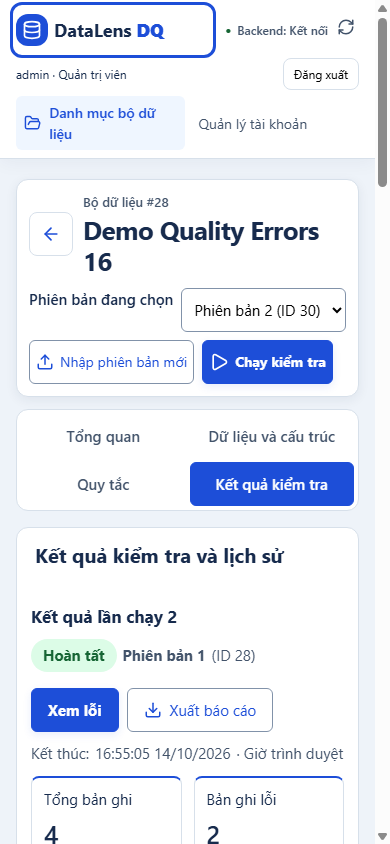 DataLens DQ
Backend: Kết nối
admin · Quản trị viên
Đăng xuất
Danh mục bộ dữ
liệu
Quản lý tài khoản
Bộ dữ liệu #28
Demo Quality Errors
16
Phiên bản đang chọn
Phiên bản 2 (ID 30)
Nhập phiên bản mới
Chạy kiểm tra
Tổng quan
Dữ liệu và cấu trúc
Quy tắc
Kết quả kiểm tra
Kết quả kiểm tra và lịch sử
Kết quả lần chạy 2
Hoàn tất
Phiên bản 1 (ID 28)
Xem lỗi
Xuất báo cáo
Kết thúc: 16:55:05 14/10/2026 · Giờ trình duyệt
Tổng bản ghi
4
Bản ghi lỗi
2